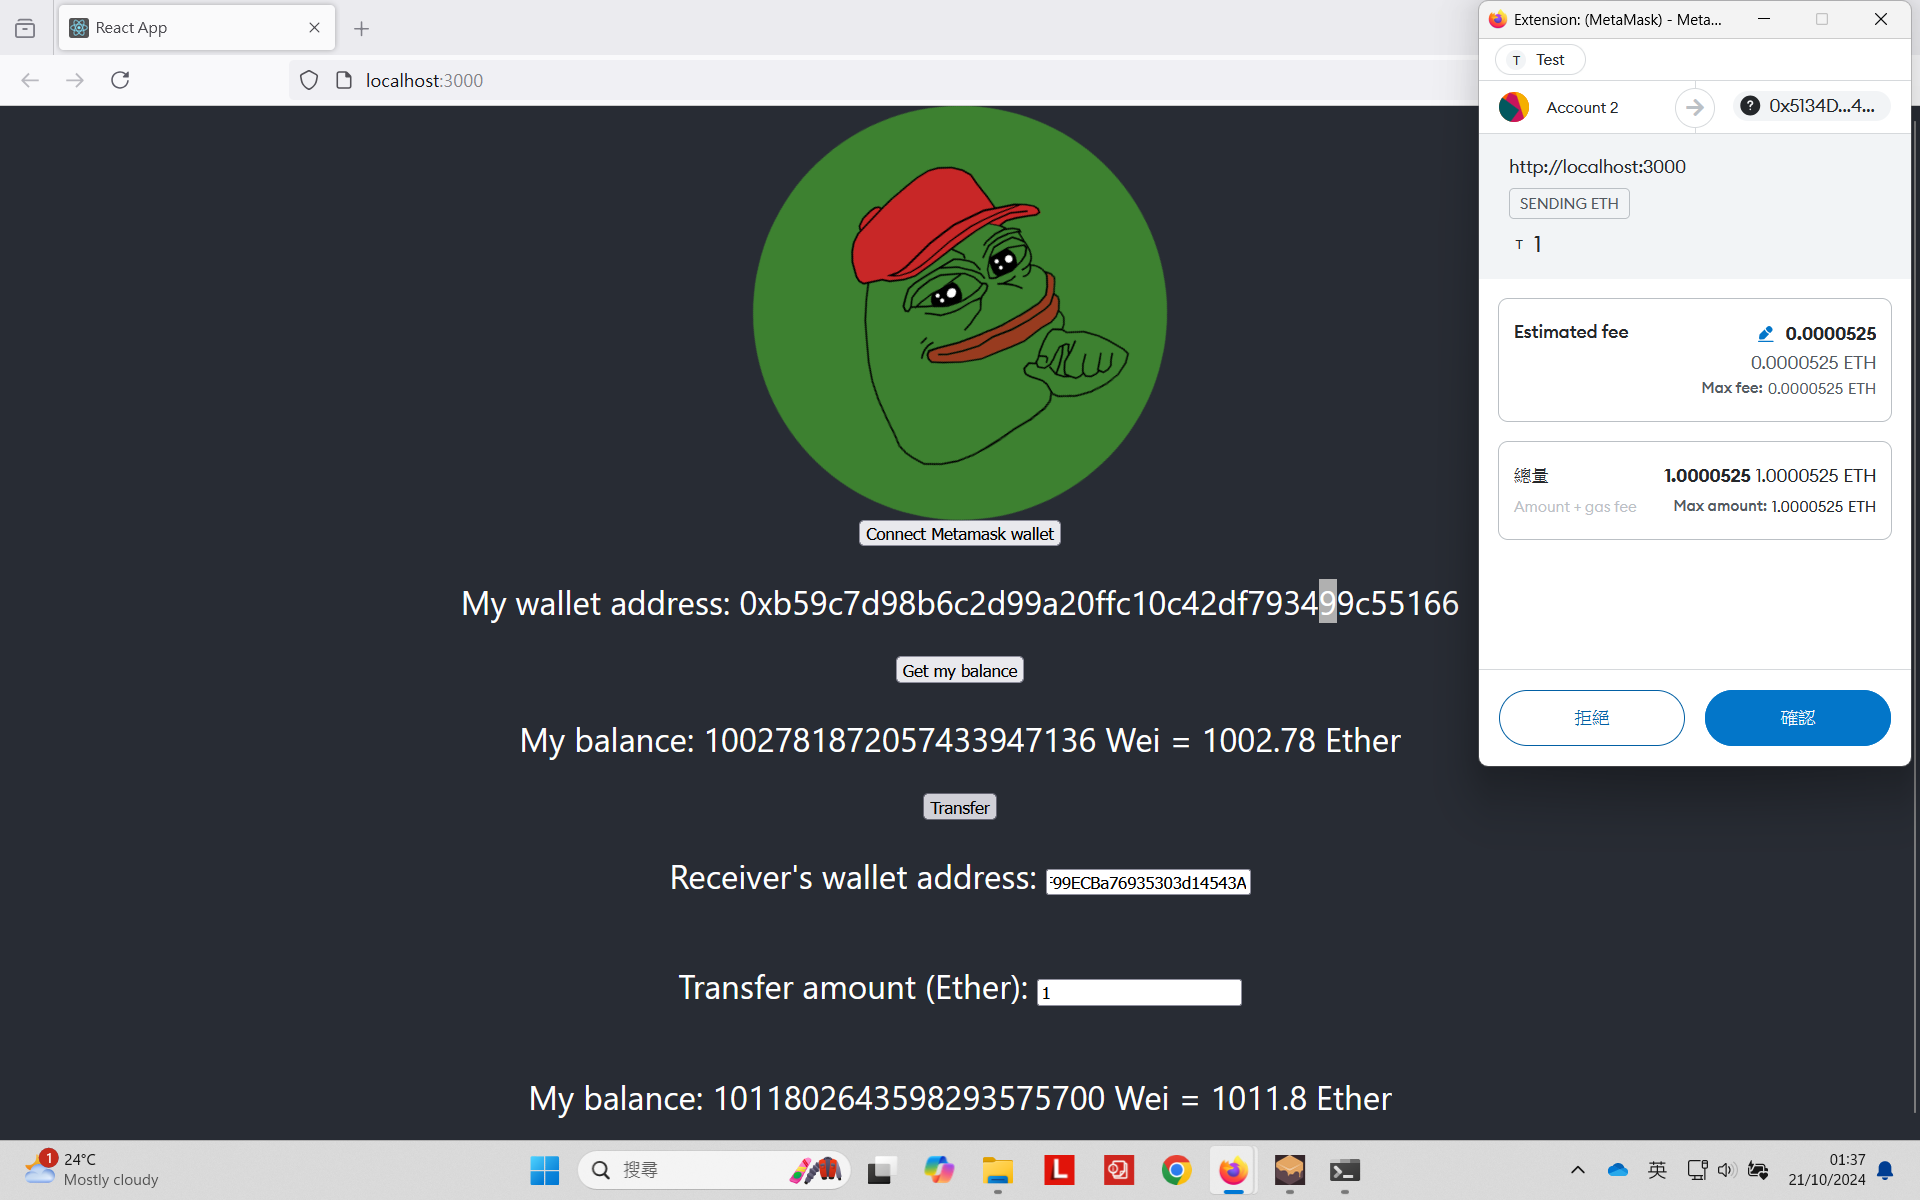 React App
localhost:3000
Connect Metamask wallet
My wallet address: 0xb59c7d98b6c2d99a20ffc10c42df793499c55166
Get my balance
My balance: 1002781872057433947136 Wei = 1002.78 Ether
Transfer
Receiver's wallet address: 99ECBa76935303d14543A
Transfer amount (Ether): 1
My balance: 1011802643598293575700 Wei = 1011.8 Ether
Extension: (MetaMask) - Meta...
T Test
Account 2
? 0x5134D...4...
http://localhost:3000
SENDING ETH
T 1
Estimated fee 0.0000525
0.0000525 ETH
Max fee: 0.0000525 ETH
總量 1.0000525 1.0000525 ETH
Amount + gas fee Max amount: 1.0000525 ETH
拒絕 確認
1
24°C
Mostly cloudy
搜尋
L
英
01:37
21/10/2024